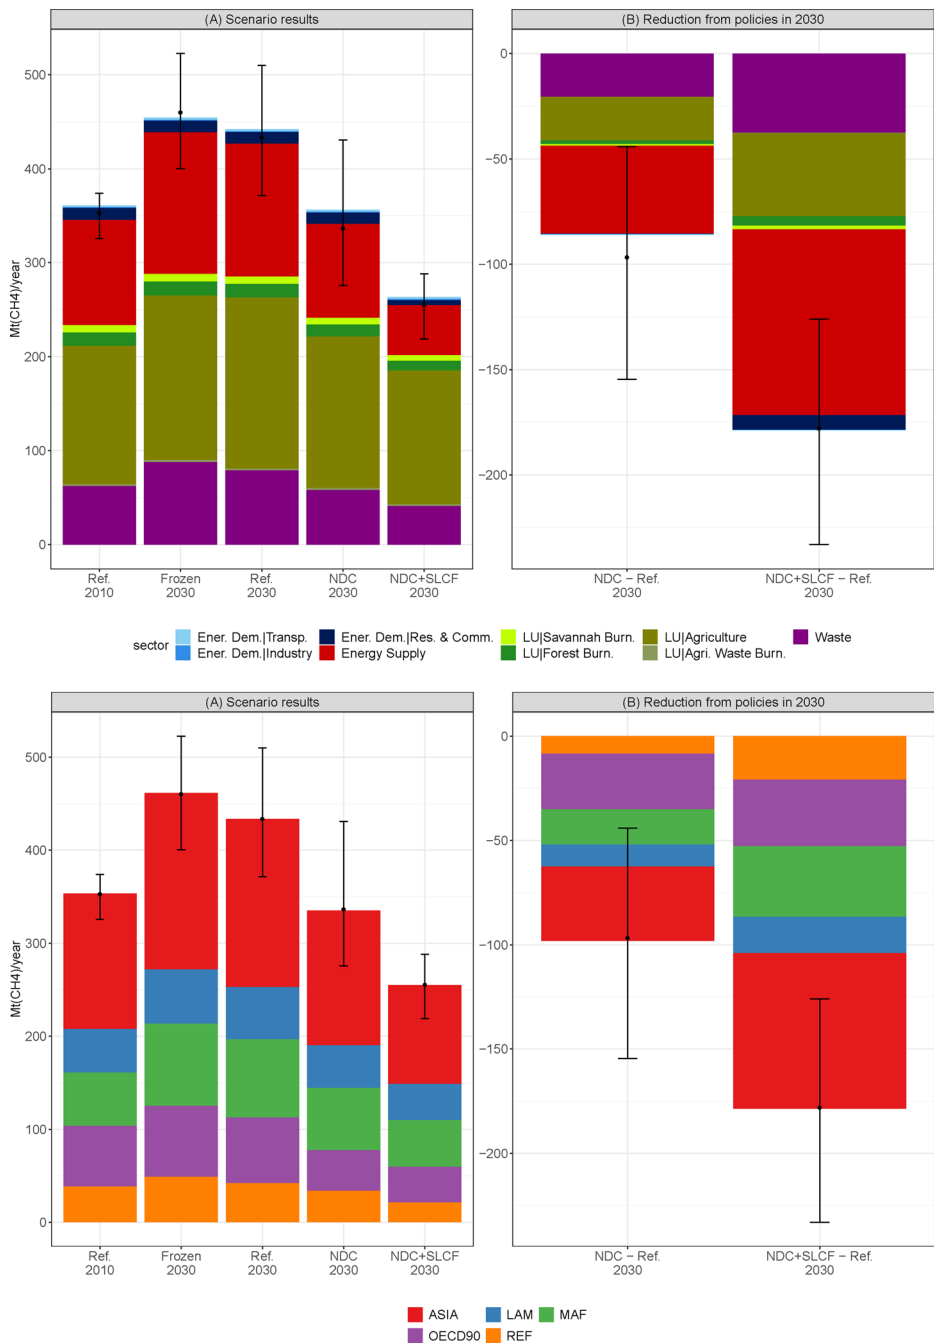 (A) Scenario results
(B) Reduction from policies in 2030
Mt(CH4)/year
500
400
300
200
100
0
Ref.
2010
Frozen
2030
Ref.
2030
NDC
2030
NDC+SLCF
2030
0
−50
−100
−150
−200
NDC − Ref.
2030
NDC+SLCF − Ref.
2030
sector
Ener. Dem.|Transp.
Ener. Dem.|Res. & Comm.
LU|Savannah Burn.
LU|Agriculture
Waste
Ener. Dem.|Industry
Energy Supply
LU|Forest Burn.
LU|Agri. Waste Burn.
(A) Scenario results
(B) Reduction from policies in 2030
Mt(CH4)/year
500
400
300
200
100
0
Ref.
2010
Frozen
2030
Ref.
2030
NDC
2030
NDC+SLCF
2030
0
−50
−100
−150
−200
NDC − Ref.
2030
NDC+SLCF − Ref.
2030
ASIA
LAM
MAF
OECD90
REF